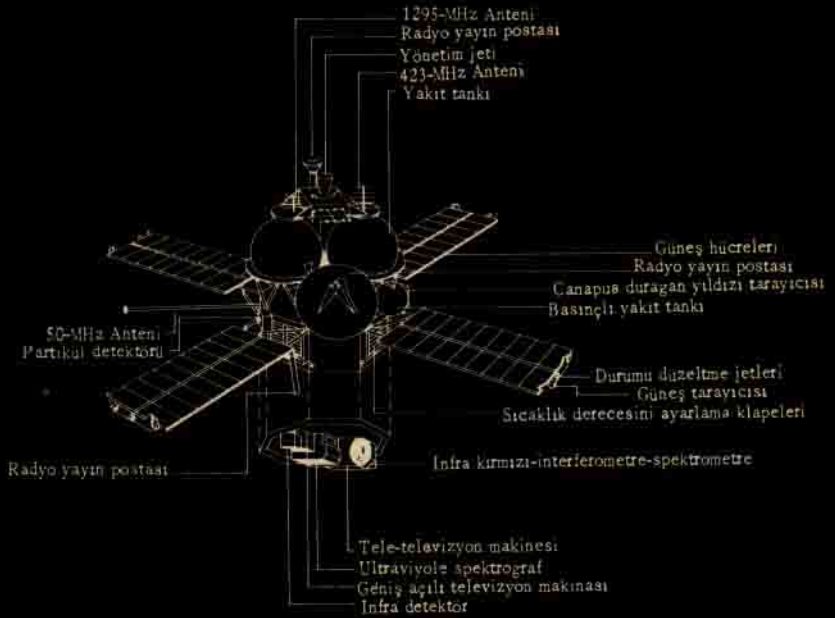 1295-MHz Anteni
Radyo yayın postası
Yönetim jeti
423-MHz Anteni
Yakıt tankı
Güneş hücreleri
Radyo yayın postası
Canapus durağan yıldızı tarayıcısı
Basınçlı yakıt tankı
50-MHz Anteni
Partikül detektörü
Durumu düzeltme jetleri
Güneş tarayıcısı
Sıcaklık derecesini ayarlama klapeleri
Radyo yayın postası
İnfra kırmızı-interferometre-spektrometre
Tele-televizyon makinesi
Ultraviyole spektrograf
Geniş açılı televizyon makinası
Infra detektör